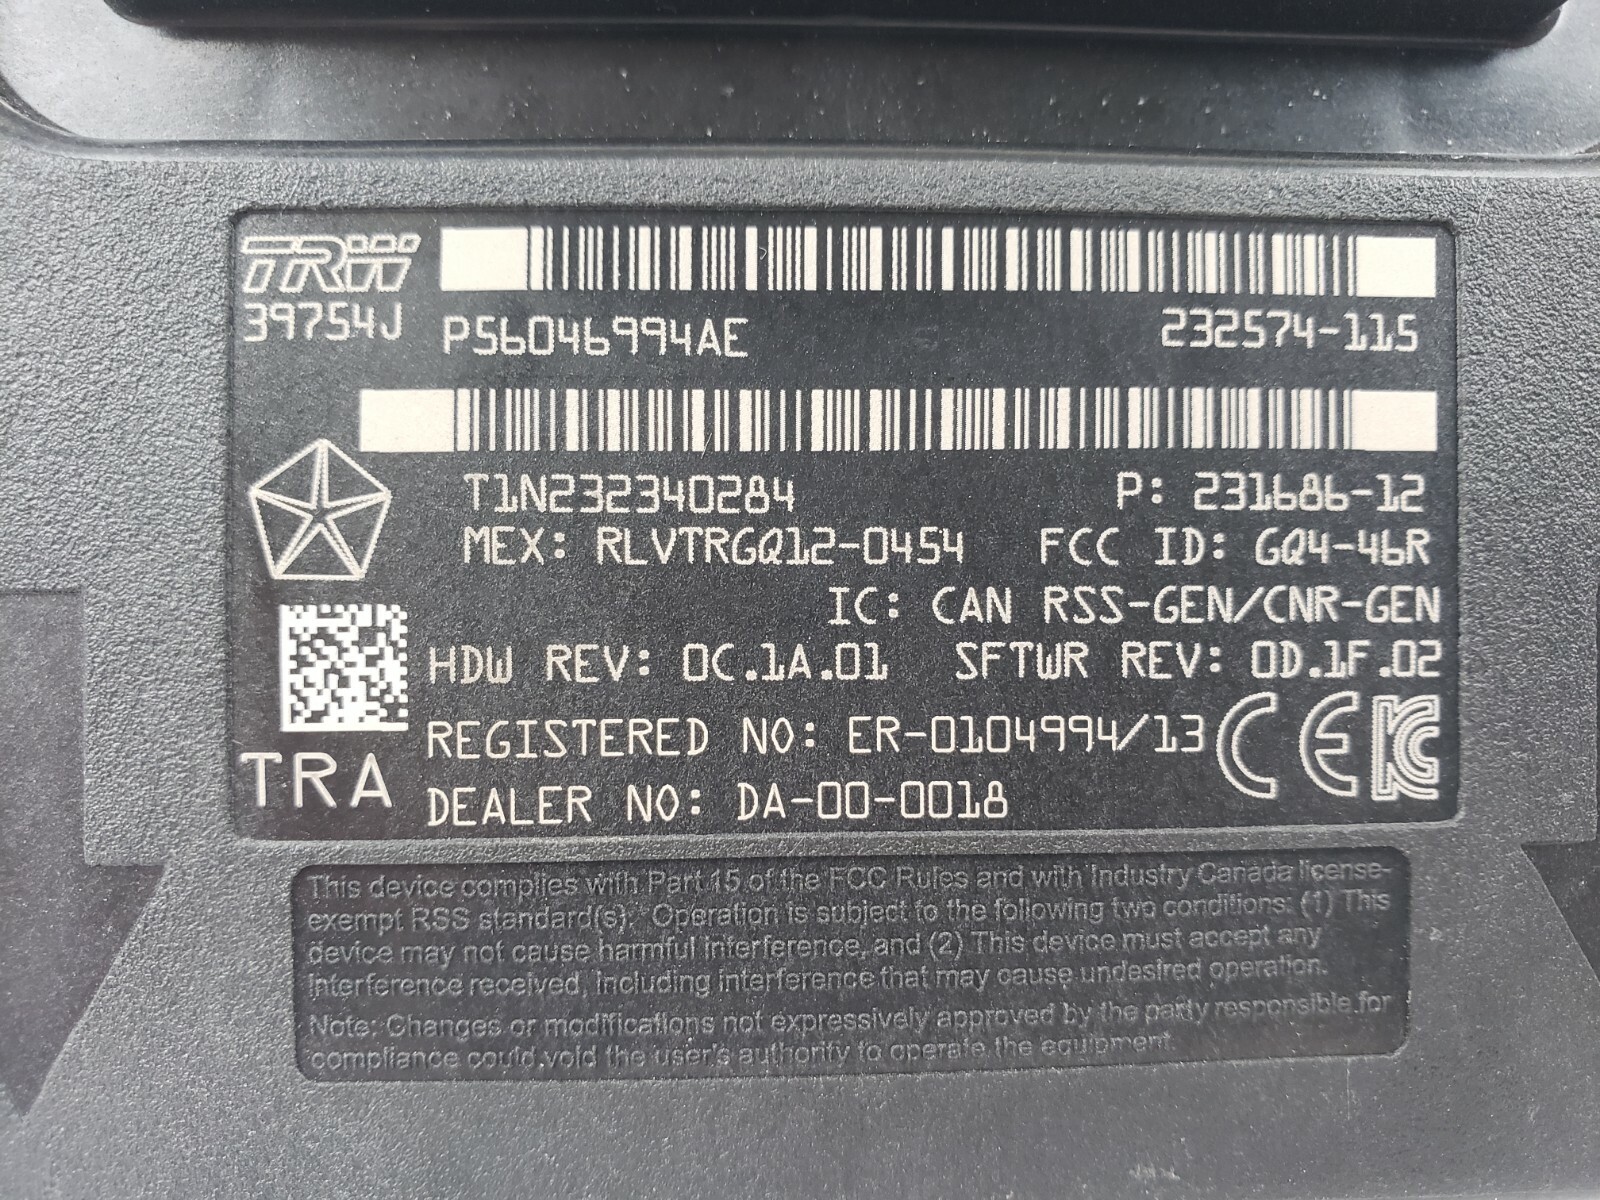 TRW
39754J P56046994AE 232574-115
T1N232340284 P: 231686-12
MEX: RLVTRGQ12-0454 FCC ID: GQ4-46R
IC: CAN RSS-GEN/CNR-GEN
HDW REV: 0C.1A.01 SFTWR REV: 0D.1F.02
REGISTERED NO: ER-0104994/13 CE KC
TRA
DEALER NO: DA-00-0018
This device complies with Part 15 of the FCC Rules and with Industry Canada license-
exempt RSS standard(s). Operation is subject to the following two conditions: (1) This
device may not cause harmful interference, and (2) This device must accept any
interference received, including interference that may cause undesired operation.
Note: Changes or modifications not expressively approved by the party responsible for
compliance could void the user's authority to operate the equipment.